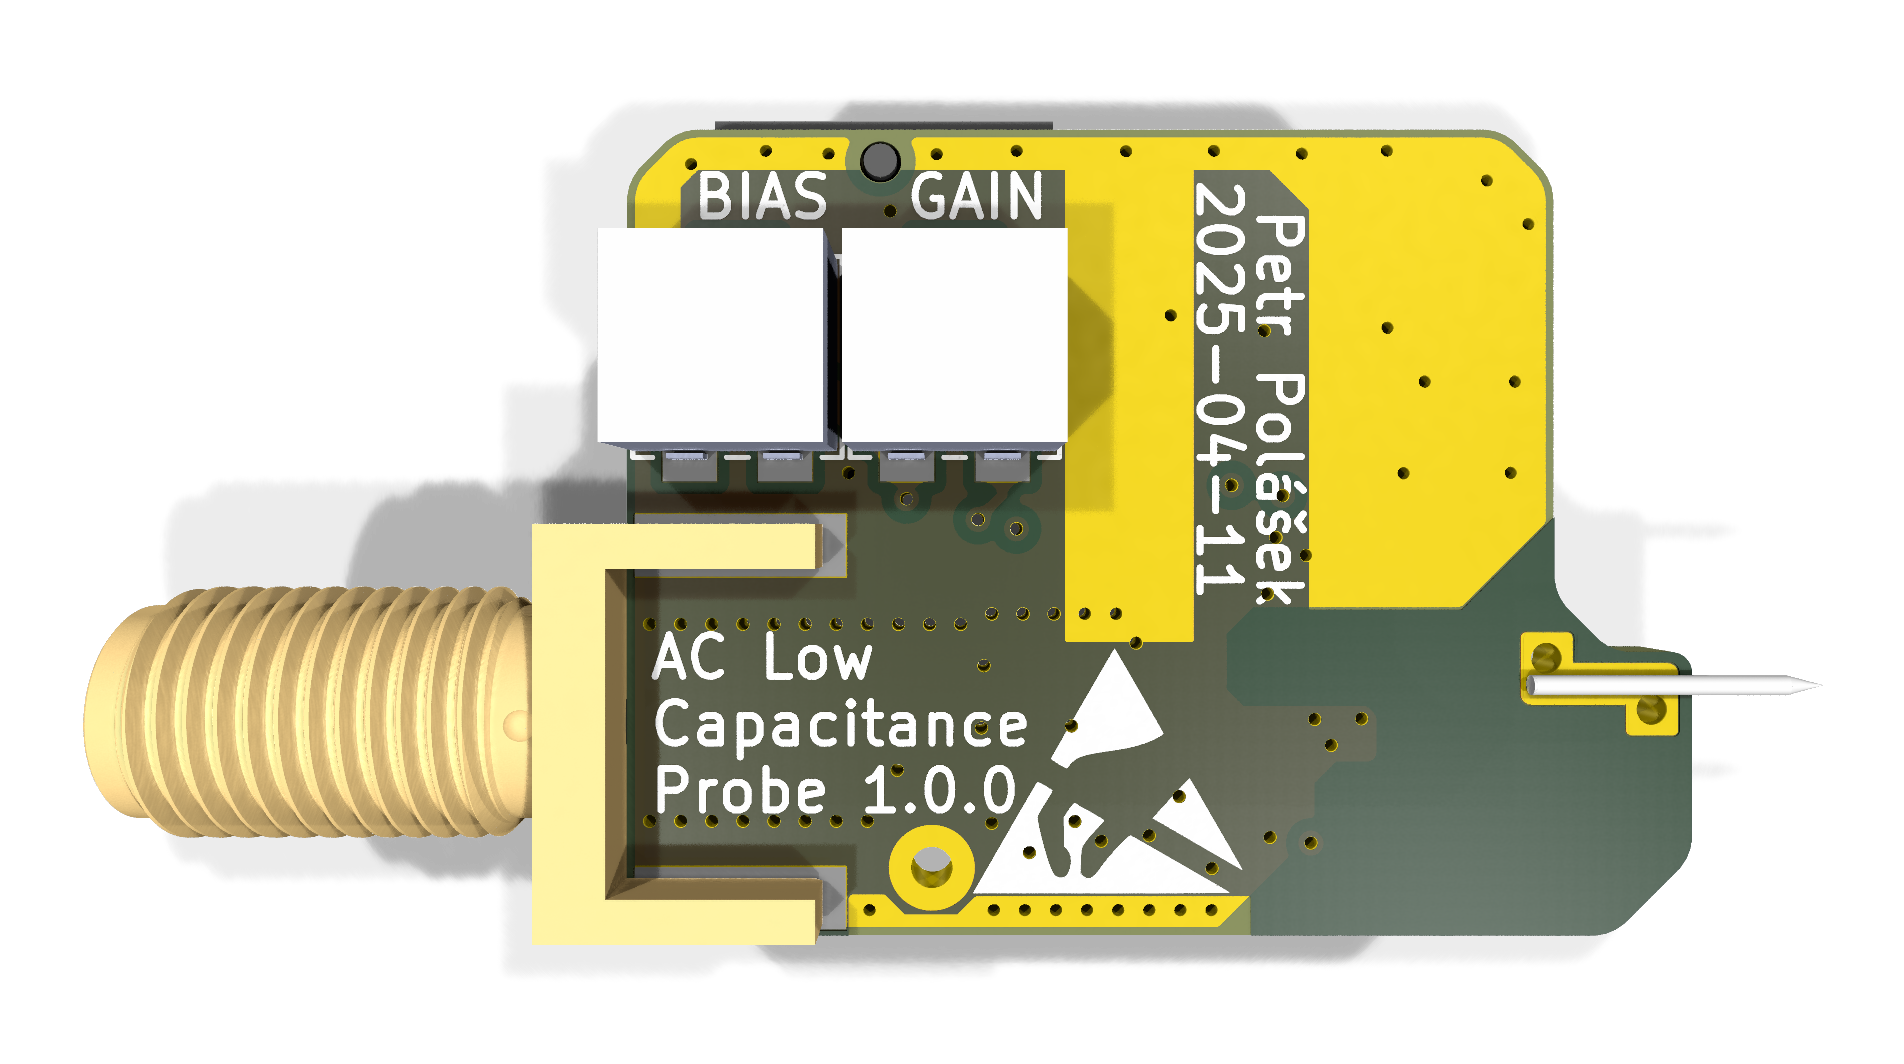 BIAS GAIN
Petr Polášek
2025-04-11
AC Low
Capacitance
Probe 1.0.0